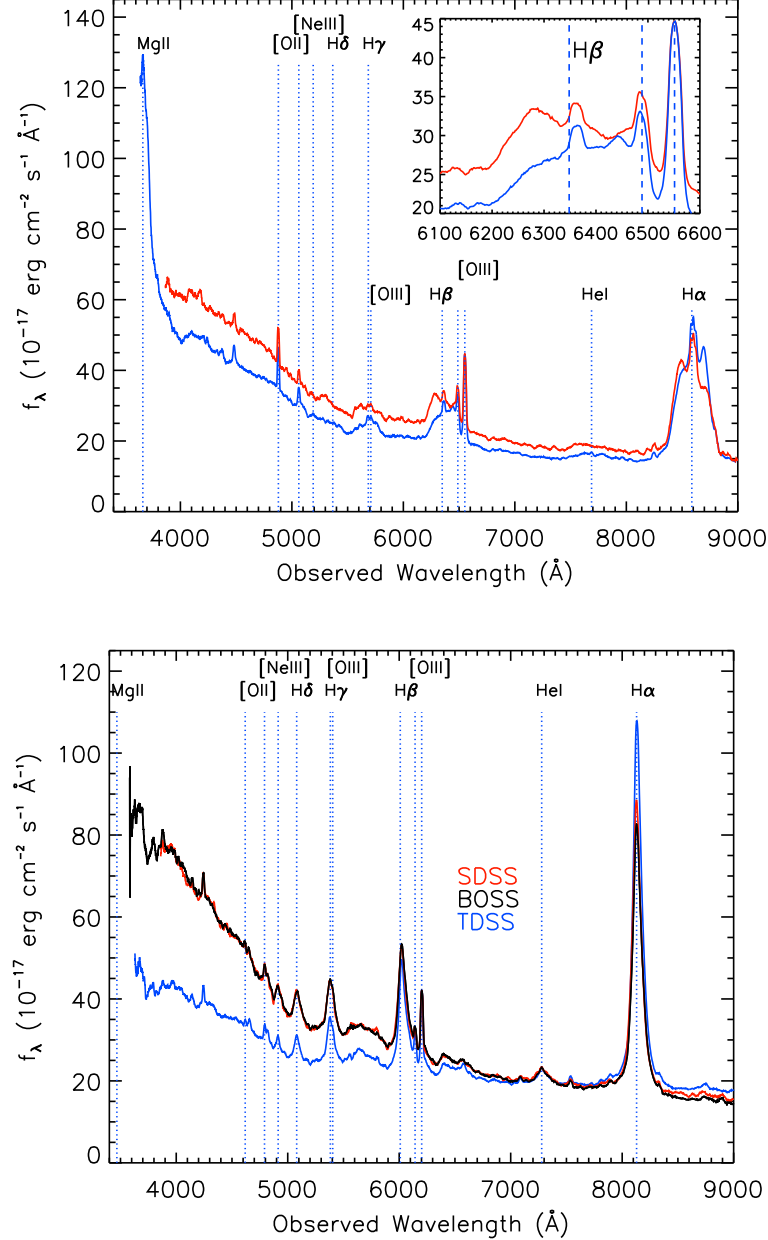 [NeIII]
MgII [OII] Hδ Hγ
Hβ
45
40
35
30
25
20
6100 6200 6300 6400 6500 6600
[OIII]
[OIII] Hβ HeI Hα
140
120
100
80
60
40
20
0
f_λ (10⁻¹⁷ erg cm⁻² s⁻¹ Å⁻¹)
4000 5000 6000 7000 8000 9000
Observed Wavelength (Å)
[NeIII] [OIII] [OIII]
MgII [OII] Hδ Hγ Hβ HeI Hα
SDSS
BOSS
TDSS
120
100
80
60
40
20
0
f_λ (10⁻¹⁷ erg cm⁻² s⁻¹ Å⁻¹)
4000 5000 6000 7000 8000 9000
Observed Wavelength (Å)